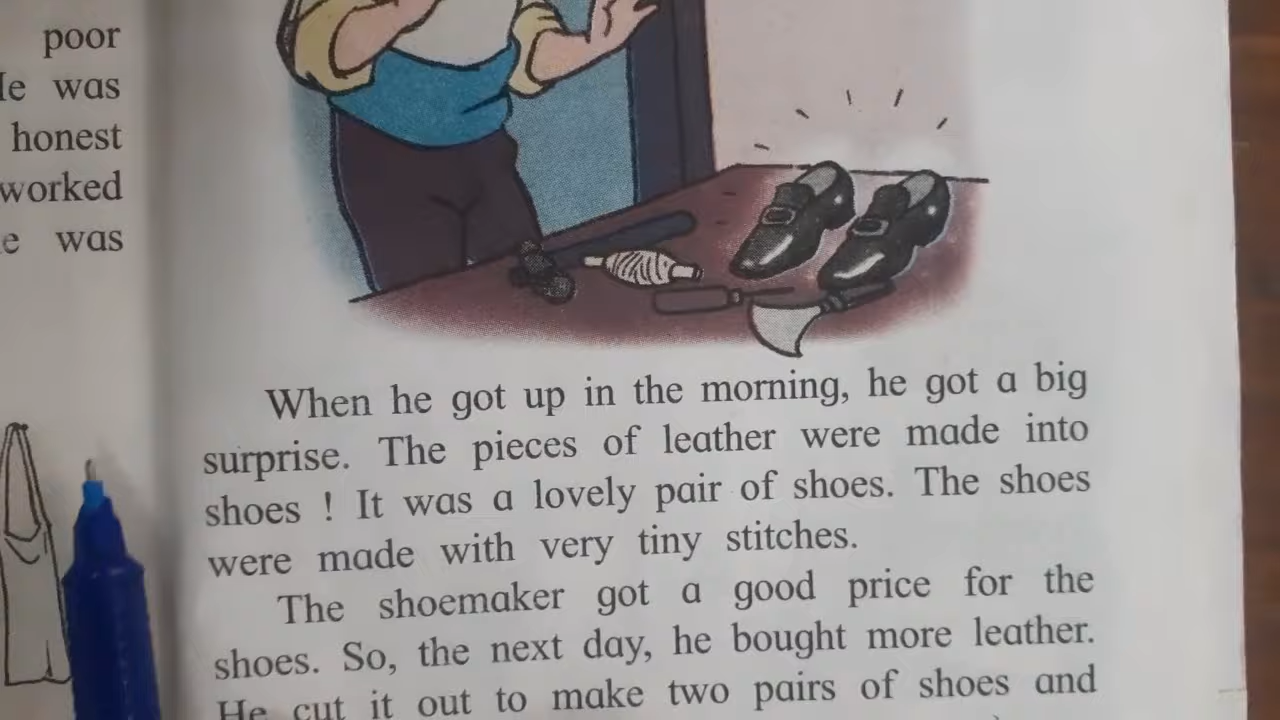 poor
was
honest
worked
was
When he got up in the morning, he got a big
surprise. The pieces of leather were made into
shoes ! It was a lovely pair of shoes. The shoes
were made with very tiny stitches.
The shoemaker got a good price for the
shoes. So, the next day, he bought more leather.
He cut it out to make two pairs of shoes and